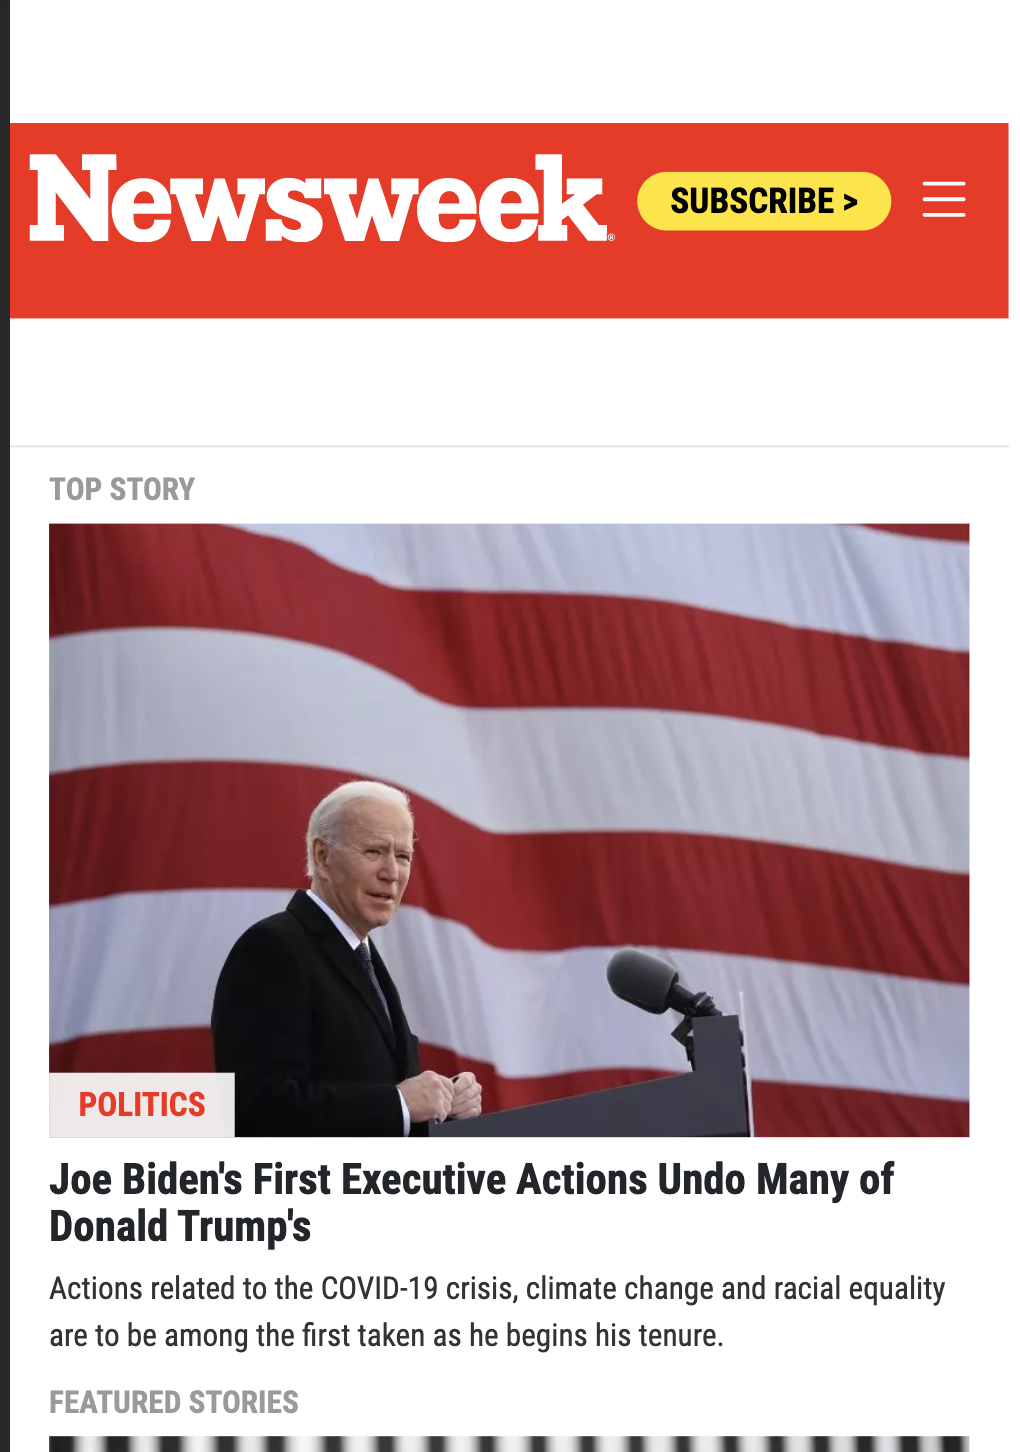 Newsweek®
SUBSCRIBE >
TOP STORY
POLITICS
Joe Biden's First Executive Actions Undo Many of
Donald Trump's
Actions related to the COVID-19 crisis, climate change and racial equality
are to be among the first taken as he begins his tenure.
FEATURED STORIES